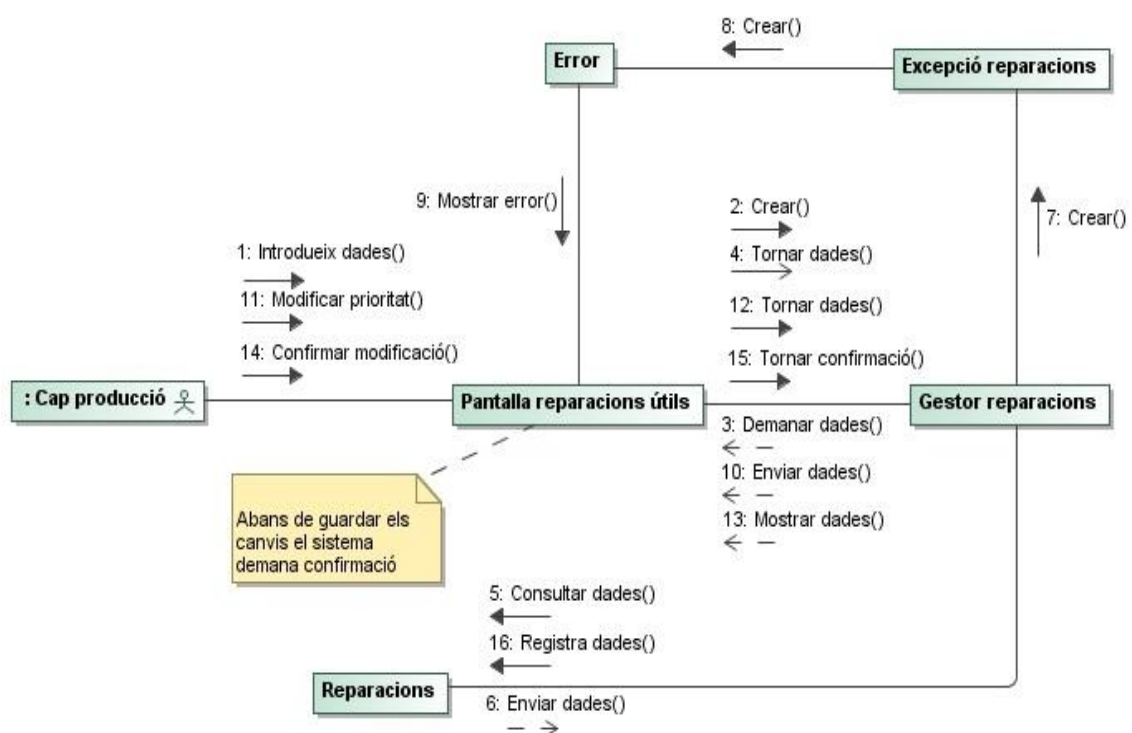 8: Crear()
Error
Excepció reparacions
9: Mostrar error()
2: Crear()
7: Crear()
1: Introdueix dades()
4: Tornar dades()
11: Modificar prioritat()
12: Tornar dades()
14: Confirmar modificació()
15: Tornar confirmació()
: Cap producció
Pantalla reparacions útils
Gestor reparacions
3: Demanar dades()
10: Enviar dades()
13: Mostrar dades()
Abans de guardar els
canvis el sistema
demana confirmació
5: Consultar dades()
16: Registra dades()
Reparacions
6: Enviar dades()